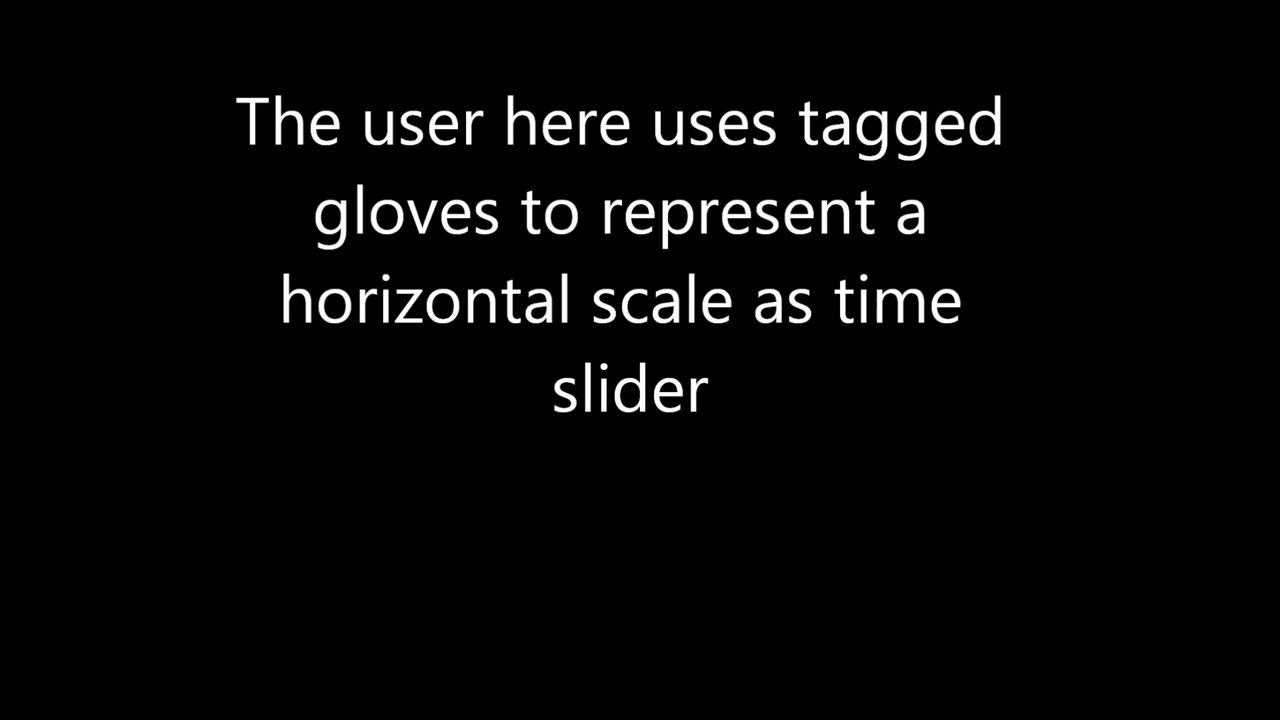 The user here uses tagged
gloves to represent a
horizontal scale as time
slider